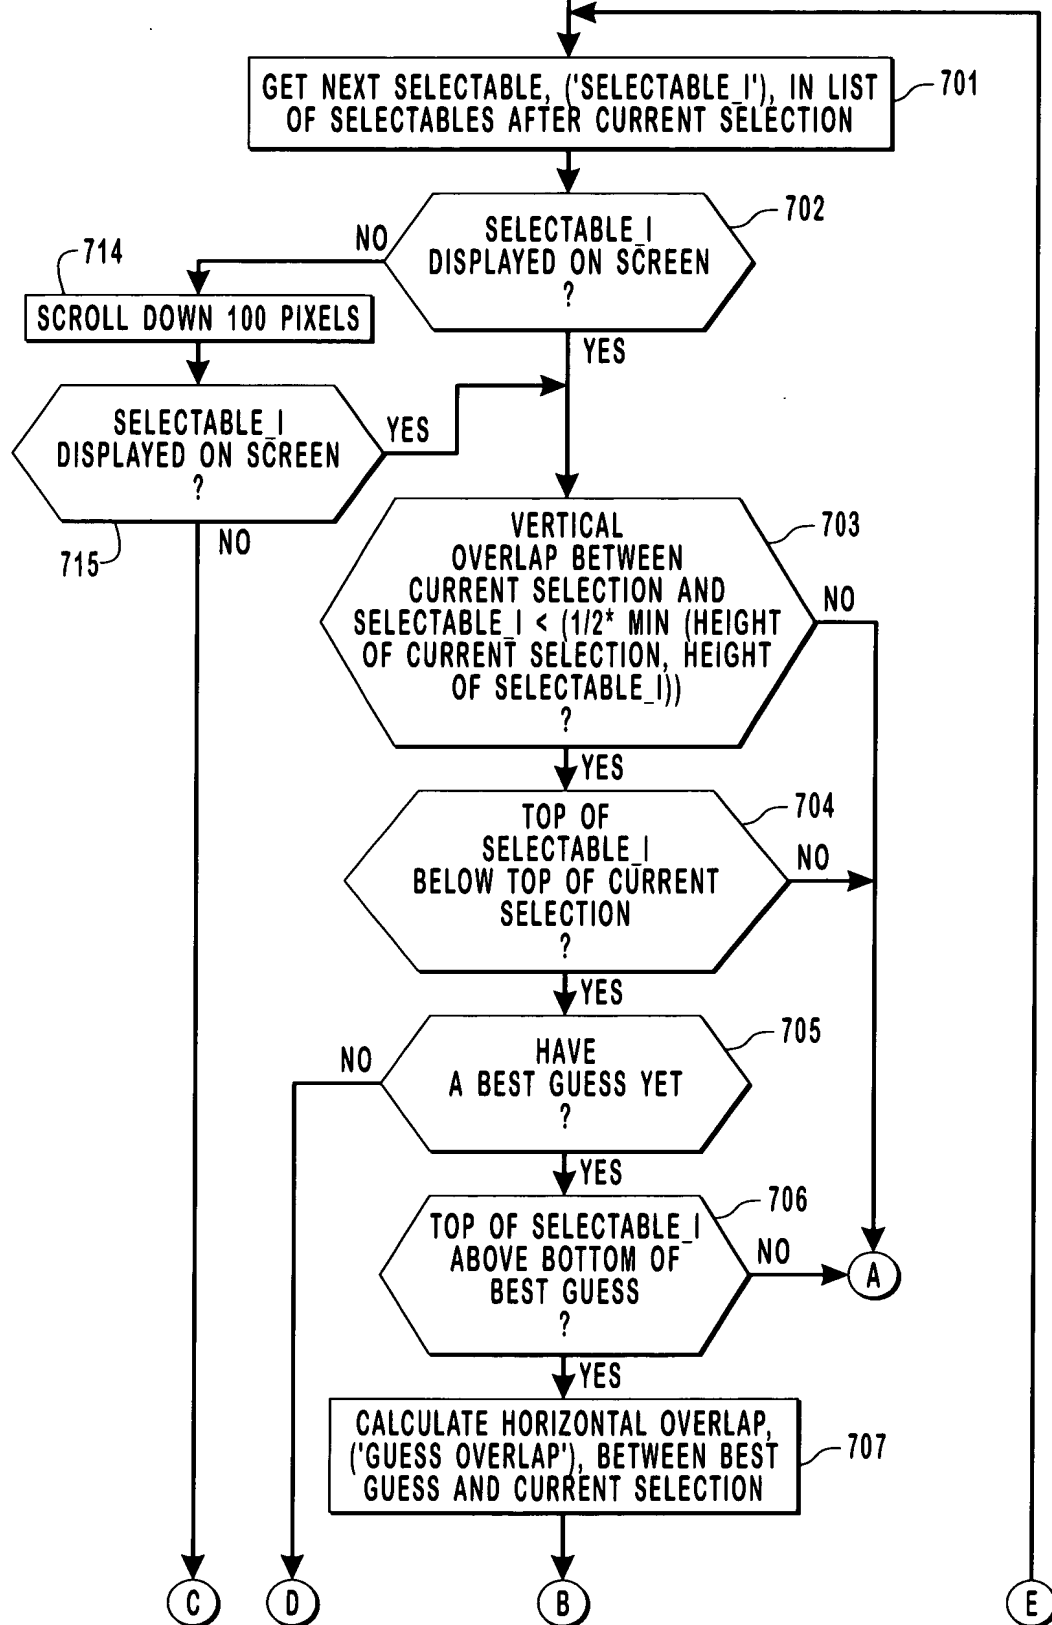 GET NEXT SELECTABLE, ('SELECTABLE_I'), IN LIST
OF SELECTABLES AFTER CURRENT SELECTION
701
SELECTABLE_I
DISPLAYED ON SCREEN
?
702
NO
YES
714
SCROLL DOWN 100 PIXELS
SELECTABLE_I
DISPLAYED ON SCREEN
?
YES
NO
715
VERTICAL
OVERLAP BETWEEN
CURRENT SELECTION AND
SELECTABLE_I < (1/2* MIN (HEIGHT
OF CURRENT SELECTION, HEIGHT
OF SELECTABLE_I))
?
703
NO
YES
TOP OF
SELECTABLE_I
BELOW TOP OF CURRENT
SELECTION
?
704
NO
YES
HAVE
A BEST GUESS YET
?
705
NO
YES
TOP OF SELECTABLE_I
ABOVE BOTTOM OF
BEST GUESS
?
706
NO
A
YES
CALCULATE HORIZONTAL OVERLAP,
('GUESS OVERLAP'), BETWEEN BEST
GUESS AND CURRENT SELECTION
707
C
D
B
E